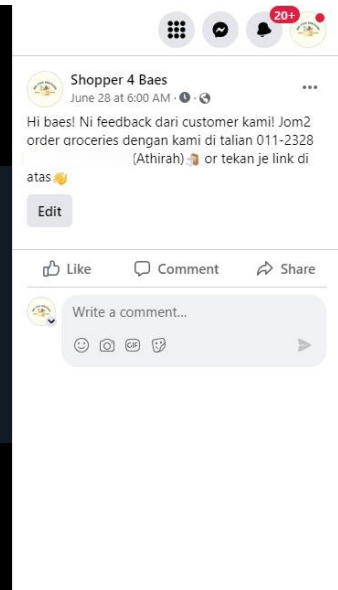 20+
Shopper 4 Baes
June 28 at 6:00 AM
Hi baes! Ni feedback dari customer kami! Jom2
order groceries dengan kami di talian 011-2328
(Athirah) or tekan je link di
atas
Edit
Like Comment Share
Write a comment...
GIF